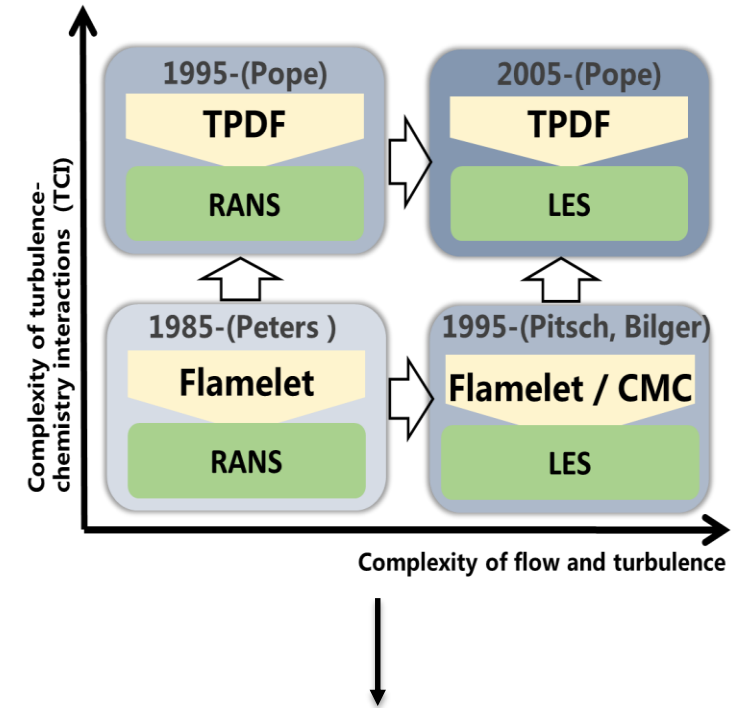 Complexity of turbulence-
chemistry interactions (TCI)
1995-(Pope)
TPDF
RANS
2005-(Pope)
TPDF
LES
1985-(Peters )
Flamelet
RANS
1995-(Pitsch, Bilger)
Flamelet / CMC
LES
Complexity of flow and turbulence